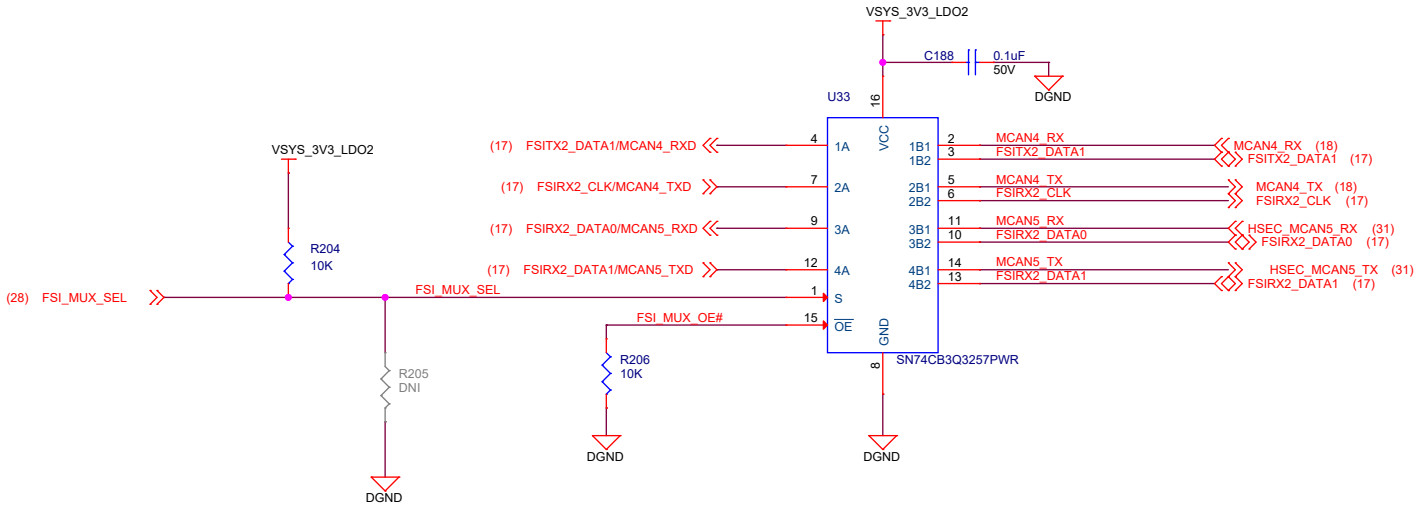 VSYS_3V3_LDO2
C188 0.1uF
50V
DGND
U33
16
VCC
(17) FSITX2_DATA1/MCAN4_RXD 4 1A 1B1 2 MCAN4_RX MCAN4_RX (18)
1B2 3 FSITX2_DATA1 FSITX2_DATA1 (17)
VSYS_3V3_LDO2
(17) FSIRX2_CLK/MCAN4_TXD 7 2A 2B1 5 MCAN4_TX MCAN4_TX (18)
2B2 6 FSIRX2_CLK FSIRX2_CLK (17)
(17) FSIRX2_DATA0/MCAN5_RXD 9 3A 3B1 11 MCAN5_RX HSEC_MCAN5_RX (31)
3B2 10 FSIRX2_DATA0 FSIRX2_DATA0 (17)
R204
10K
(17) FSIRX2_DATA1/MCAN5_TXD 12 4A 4B1 14 MCAN5_TX HSEC_MCAN5_TX (31)
4B2 13 FSIRX2_DATA1 FSIRX2_DATA1 (17)
(28) FSI_MUX_SEL FSI_MUX_SEL 1 S
FSI_MUX_OE# 15 OE
GND
8
SN74CB3Q3257PWR
R206
10K
R205
DNI
DGND
DGND
DGND